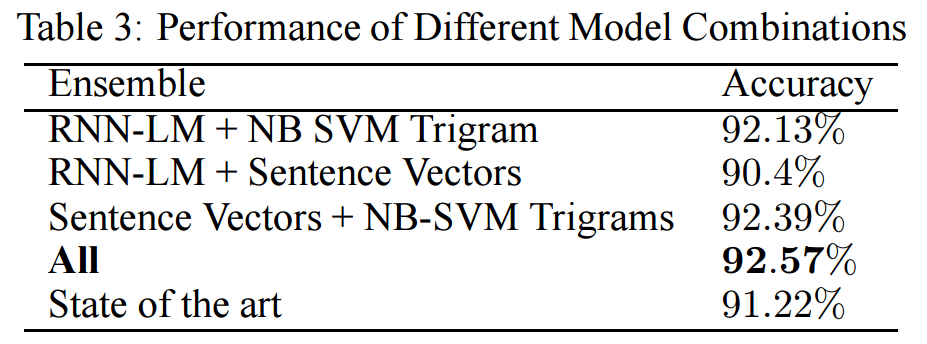 Table 3: Performance of Different Model Combinations
Ensemble Accuracy
RNN-LM + NB SVM Trigram 92.13%
RNN-LM + Sentence Vectors 90.4%
Sentence Vectors + NB-SVM Trigrams 92.39%
All 92.57%
State of the art 91.22%